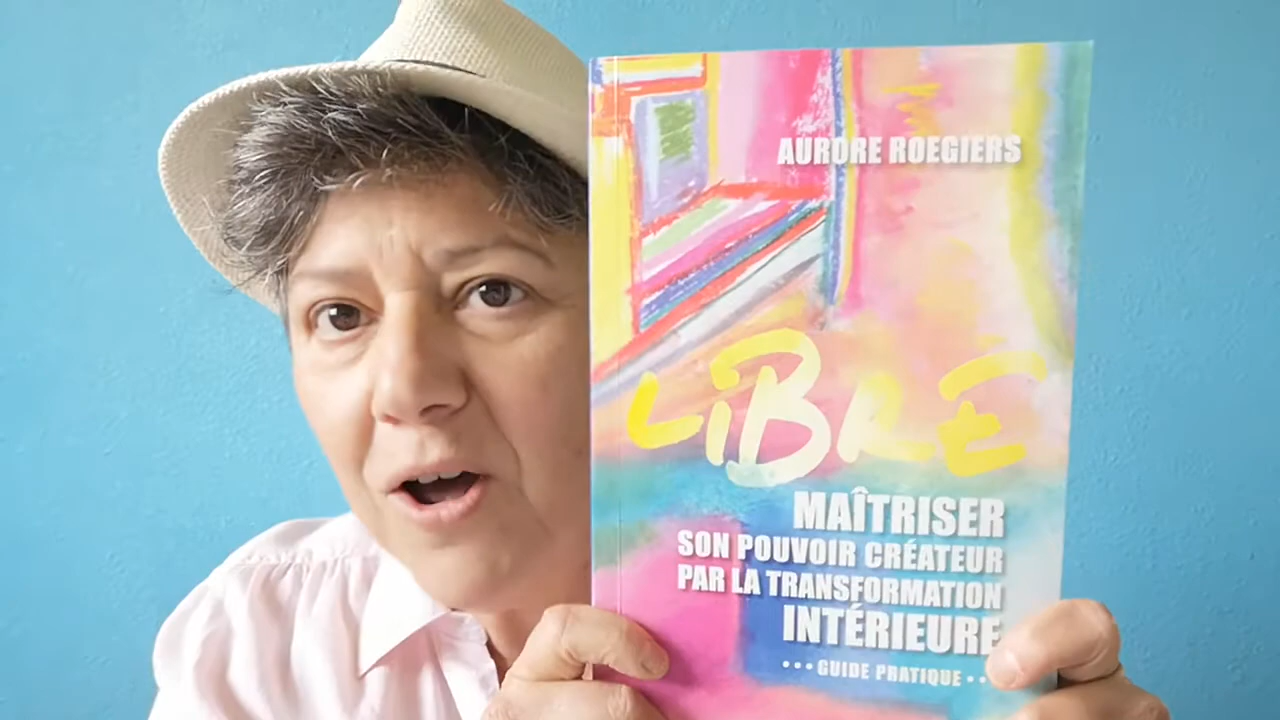 AURORE ROEGIERS
LiBRE
MAÎTRISER
SON POUVOIR CRÉATEUR
PAR LA TRANSFORMATION
INTÉRIEURE
•••GUIDE PRATIQUE••